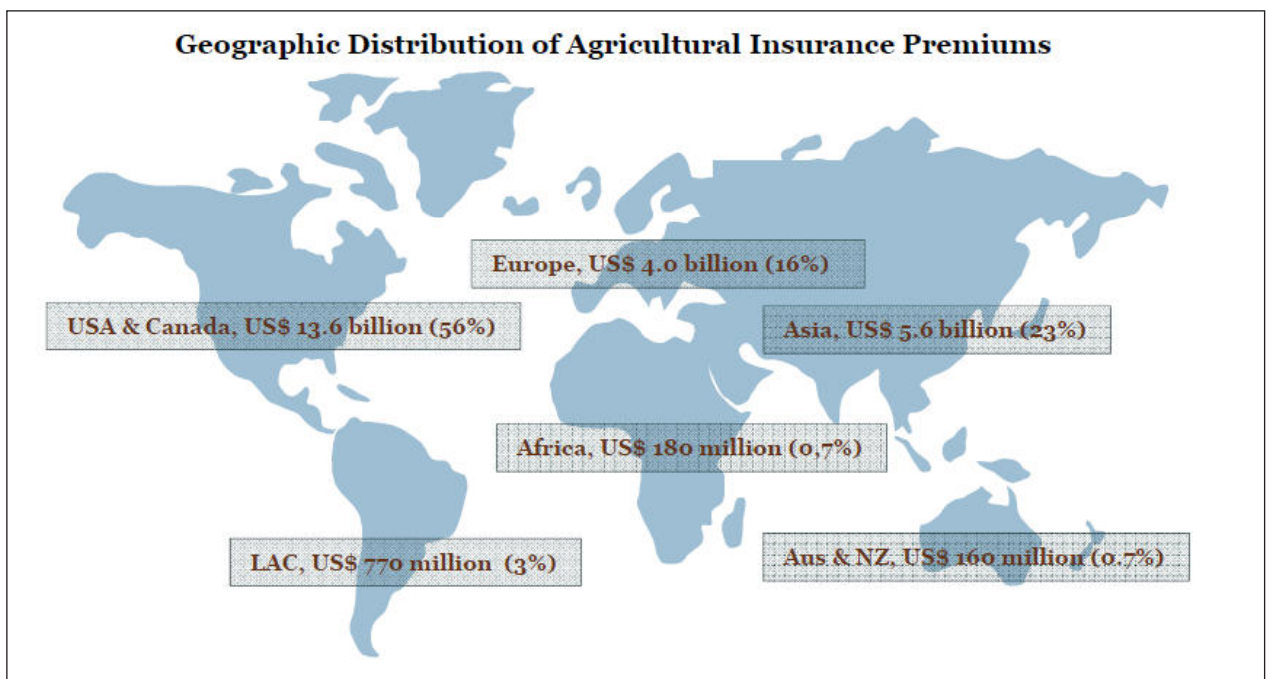 Geographic Distribution of Agricultural Insurance Premiums
Europe, US$ 4.0 billion (16%)
USA & Canada, US$ 13.6 billion (56%)
Asia, US$ 5.6 billion (23%)
Africa, US$ 180 million (0,7%)
LAC, US$ 770 million (3%)
Aus & NZ, US$ 160 million (0.7%)